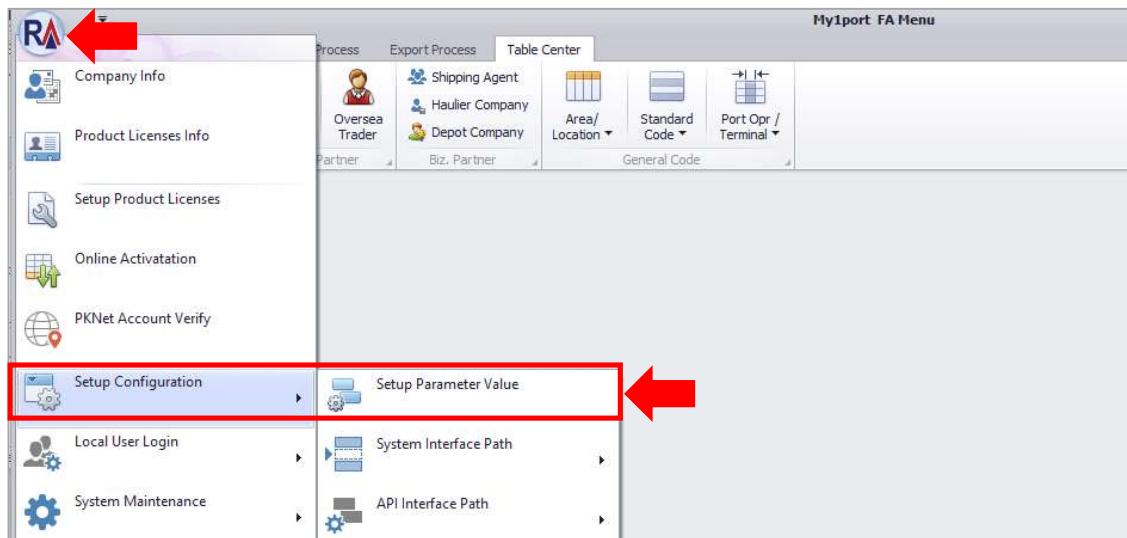 RA
My1port FA Menu
Process
Export Process
Table Center
Company Info
Product Licenses Info
Setup Product Licenses
Online Activatation
PKNet Account Verify
Setup Configuration
Local User Login
System Maintenance
Oversea
Trader
Partner
Shipping Agent
Haulier Company
Depot Company
Biz. Partner
Area/
Location
Standard
Code
Port Opr /
Terminal
General Code
Setup Parameter Value
System Interface Path
API Interface Path